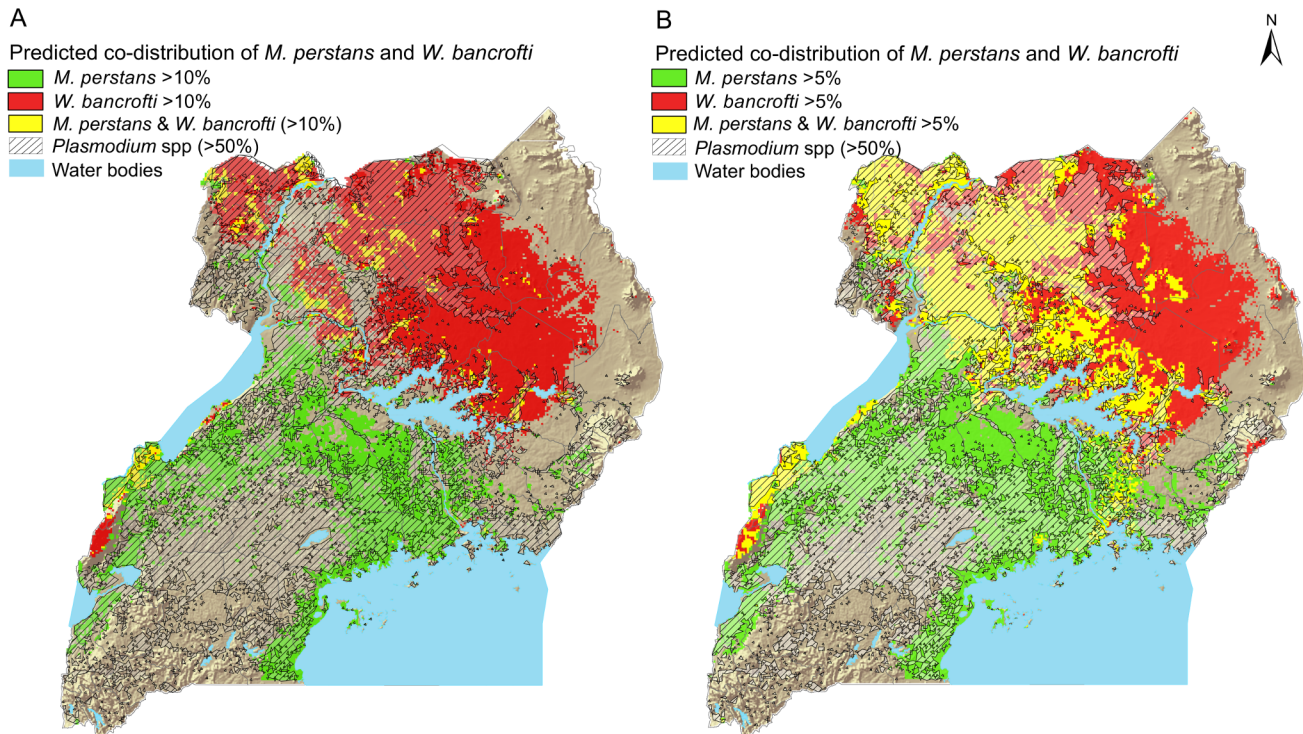 A
Predicted co-distribution of M. perstans and W. bancrofti
M. perstans >10%
W. bancrofti >10%
M. perstans & W. bancrofti (>10%)
Plasmodium spp (>50%)
Water bodies
B
N
Predicted co-distribution of M. perstans and W. bancrofti
M. perstans >5%
W. bancrofti >5%
M. perstans & W. bancrofti >5%
Plasmodium spp (>50%)
Water bodies